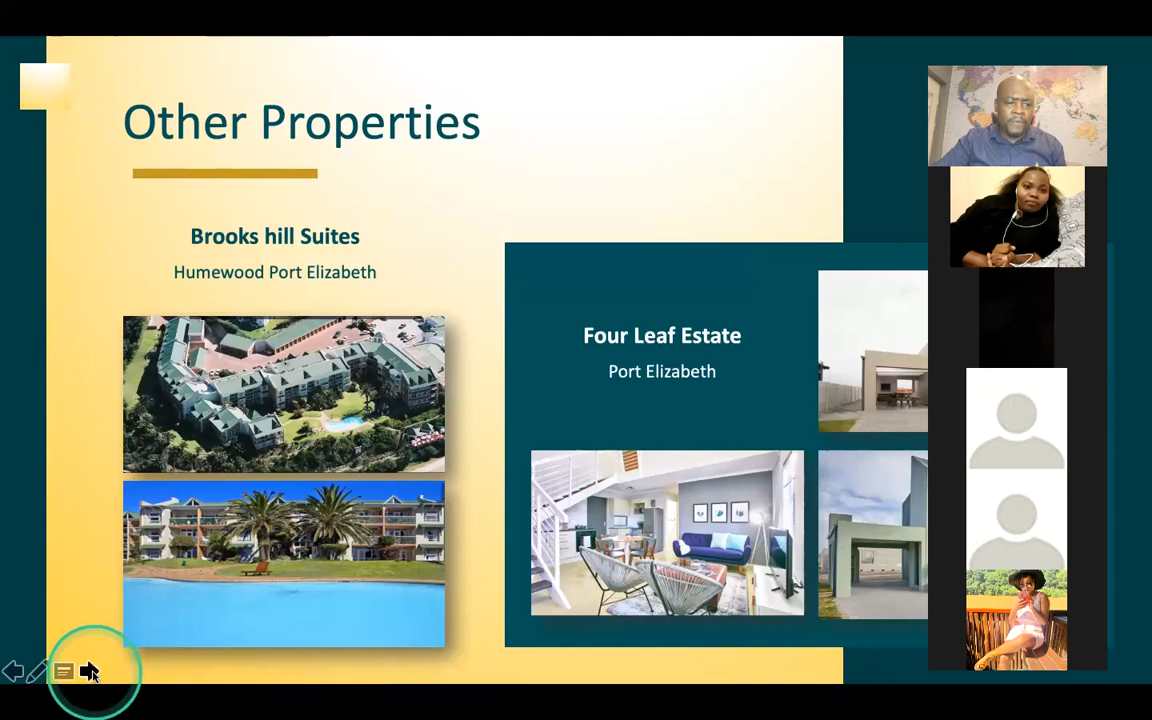 Other Properties
Brooks hill Suites
Humewood Port Elizabeth
Four Leaf Estate
Port Elizabeth